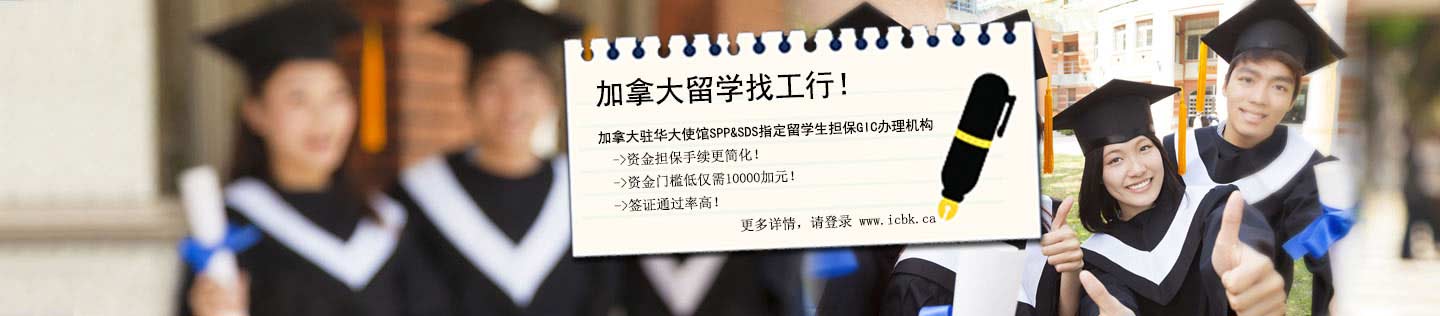 加拿大留学找工行！
加拿大驻华大使馆SPP&SDS指定留学生担保GIC办理机构
->资金担保手续更简化！
->资金门槛低仅需10000加元！
->签证通过率高！
更多详情，请登录 www.icbk.ca